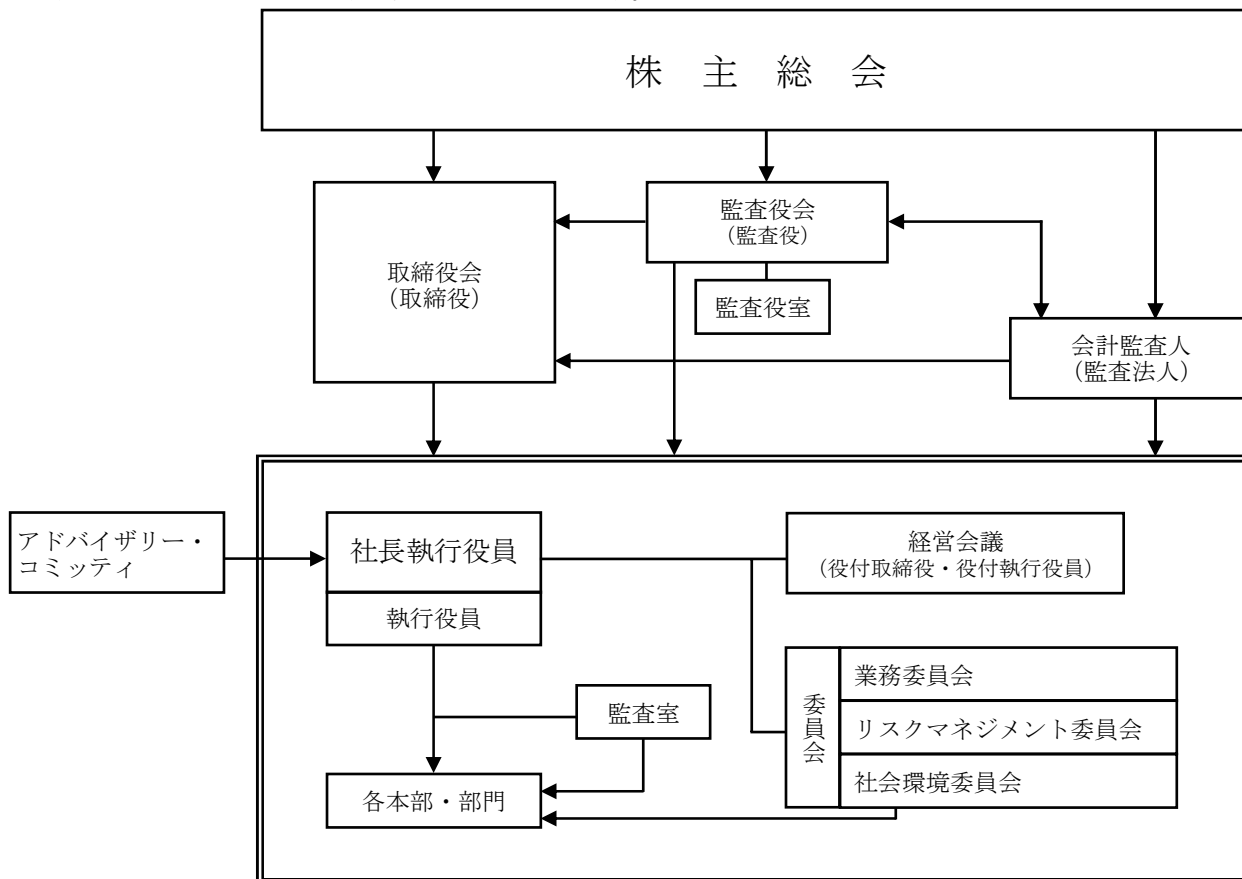 株 主 総 会
監査役会
(監査役)
取締役会
(取締役)
監査役室
会計監査人
(監査法人)
アドバイザリー・
コミッティ
社長執行役員
執行役員
経営会議
(役付取締役・役付執行役員)
監査室
委員会
業務委員会
リスクマネジメント委員会
社会環境委員会
各本部・部門